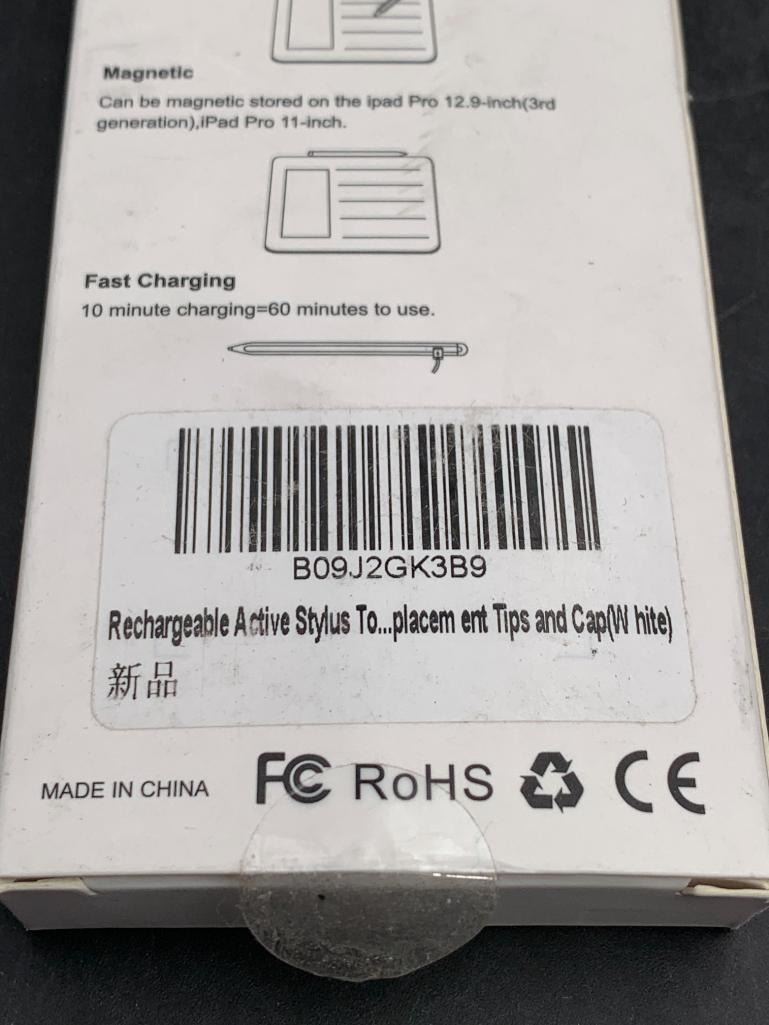 Magnetic
Can be magnetic stored on the ipad Pro 12.9-inch(3rd
generation),iPad Pro 11-inch.
Fast Charging
10 minute charging=60 minutes to use.
B09J2GK3B9
Rechargeable Active Stylus To...placem ent Tips and Cap(W hite)
新品
MADE IN CHINA FC RoHS CE